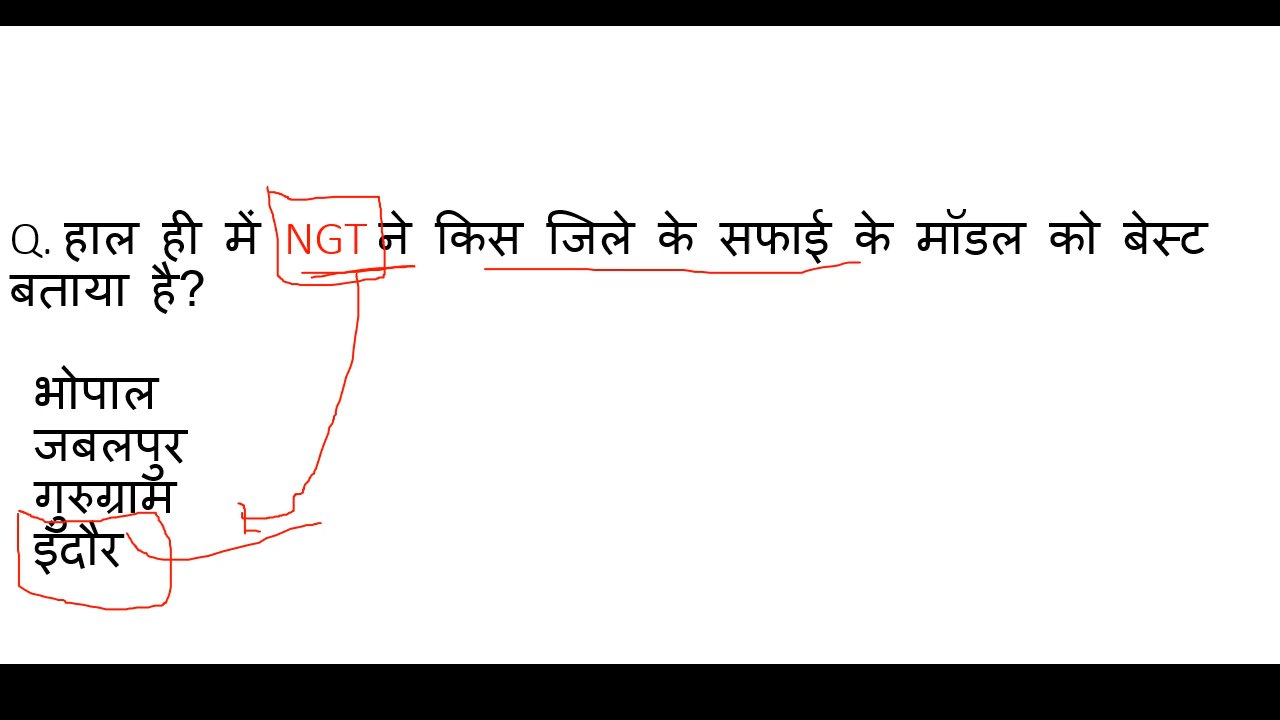 Q. हाल ही में NGT ने किस जिले के सफाई के मॉडल को बेस्ट
बताया है?
भोपाल
जबलपुर
गुरुग्राम
इंदौर